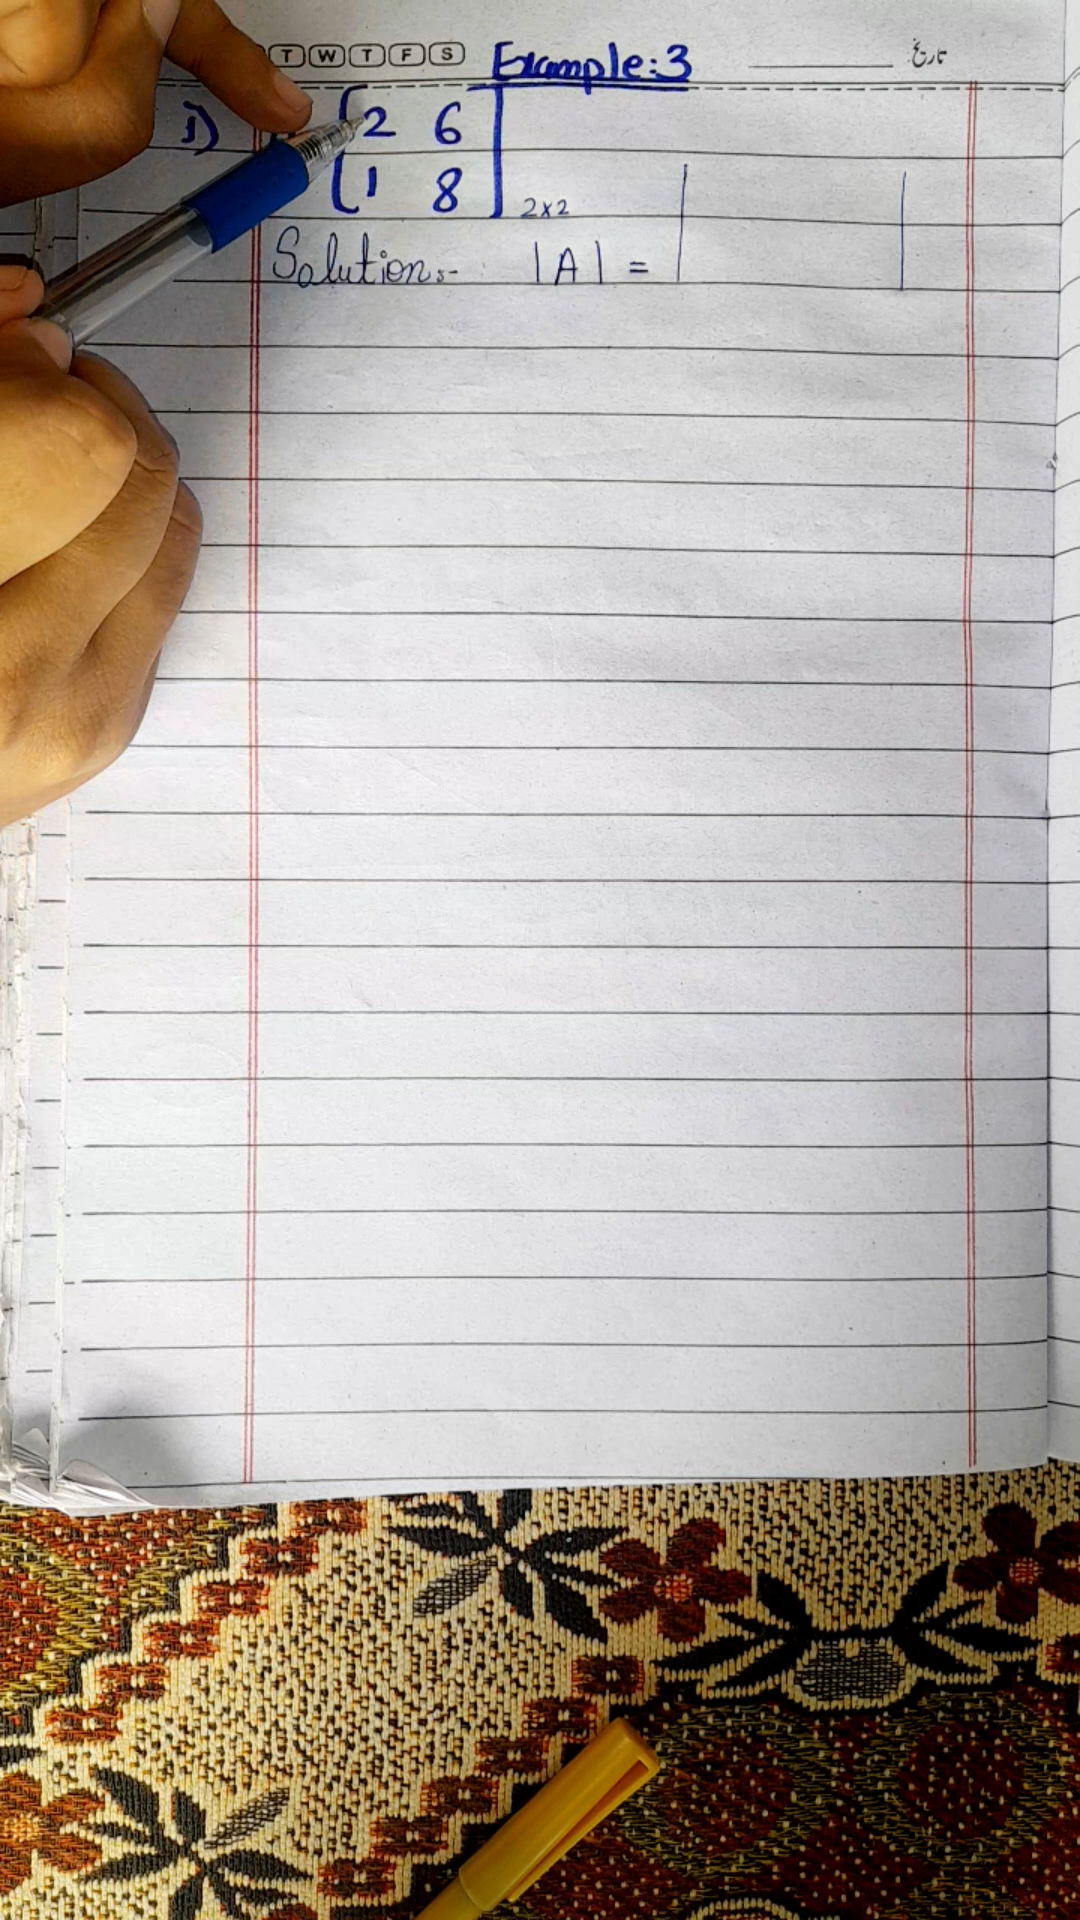 T W T F S Example:3 تاریخ
1) [2 6]
[1 8] 2x2
Solution:- |A| = | |